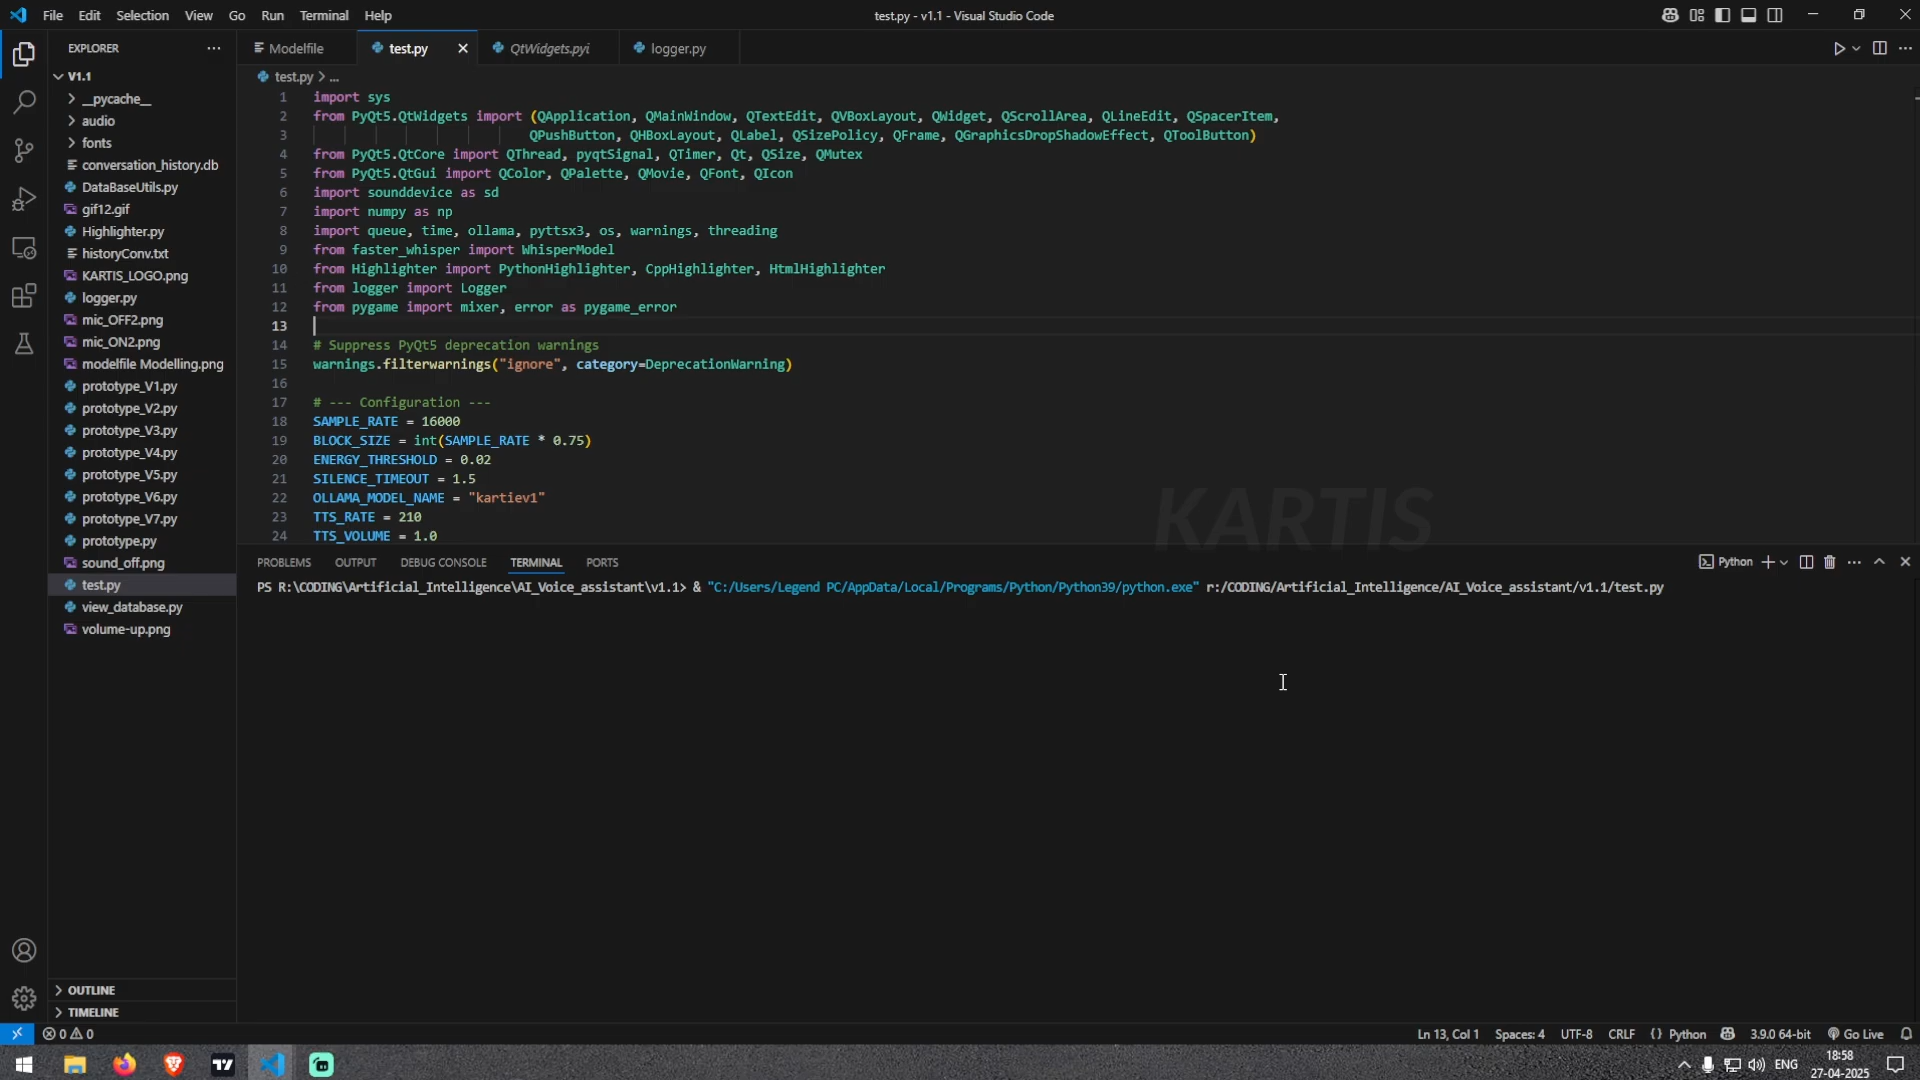 File Edit Selection View Go Run Terminal Help
test.py - v1.1 - Visual Studio Code
EXPLORER
V1.1
__pycache__
audio
fonts
conversation_history.db
DataBaseUtils.py
gif12.gif
Highlighter.py
historyConv.txt
KARTIS_LOGO.png
logger.py
mic_OFF2.png
mic_ON2.png
modelfile Modelling.png
prototype_V1.py
prototype_V2.py
prototype_V3.py
prototype_V4.py
prototype_V5.py
prototype_V6.py
prototype_V7.py
prototype.py
sound_off.png
test.py
view_database.py
volume-up.png
OUTLINE
TIMELINE
Modelfile test.py QtWidgets.pyi logger.py
test.py > ...
1 import sys
2 from PyQt5.QtWidgets import (QApplication, QMainWindow, QTextEdit, QVBoxLayout, QWidget, QScrollArea, QLineEdit, QSpacerItem,
3 QPushButton, QHBoxLayout, QLabel, QSizePolicy, QFrame, QGraphicsDropShadowEffect, QToolButton)
4 from PyQt5.QtCore import QThread, pyqtSignal, QTimer, Qt, QSize, QMutex
5 from PyQt5.QtGui import QColor, QPalette, QMovie, QFont, QIcon
6 import sounddevice as sd
7 import numpy as np
8 import queue, time, ollama, pyttsx3, os, warnings, threading
9 from faster_whisper import WhisperModel
10 from Highlighter import PythonHighlighter, CppHighlighter, HtmlHighlighter
11 from logger import Logger
12 from pygame import mixer, error as pygame_error
13
14 # Suppress PyQt5 deprecation warnings
15 warnings.filterwarnings("ignore", category=DeprecationWarning)
16
17 # --- Configuration ---
18 SAMPLE_RATE = 16000
19 BLOCK_SIZE = int(SAMPLE_RATE * 0.75)
20 ENERGY_THRESHOLD = 0.02
21 SILENCE_TIMEOUT = 1.5
22 OLLAMA_MODEL_NAME = "kartiev1"
23 TTS_RATE = 210
24 TTS_VOLUME = 1.0
KARTIS
PROBLEMS OUTPUT DEBUG CONSOLE TERMINAL PORTS
Python
PS R:\CODING\Artificial_Intelligence\AI_Voice_assistant\v1.1> & "C:/Users/Legend PC/AppData/Local/Programs/Python/Python39/python.exe" r:/CODING/Artificial_Intelligence/AI_Voice_assistant/v1.1/test.py
0 0
Ln 13, Col 1 Spaces: 4 UTF-8 CRLF {} Python 3.9.0 64-bit Go Live
ENG
18:58
27-04-2025